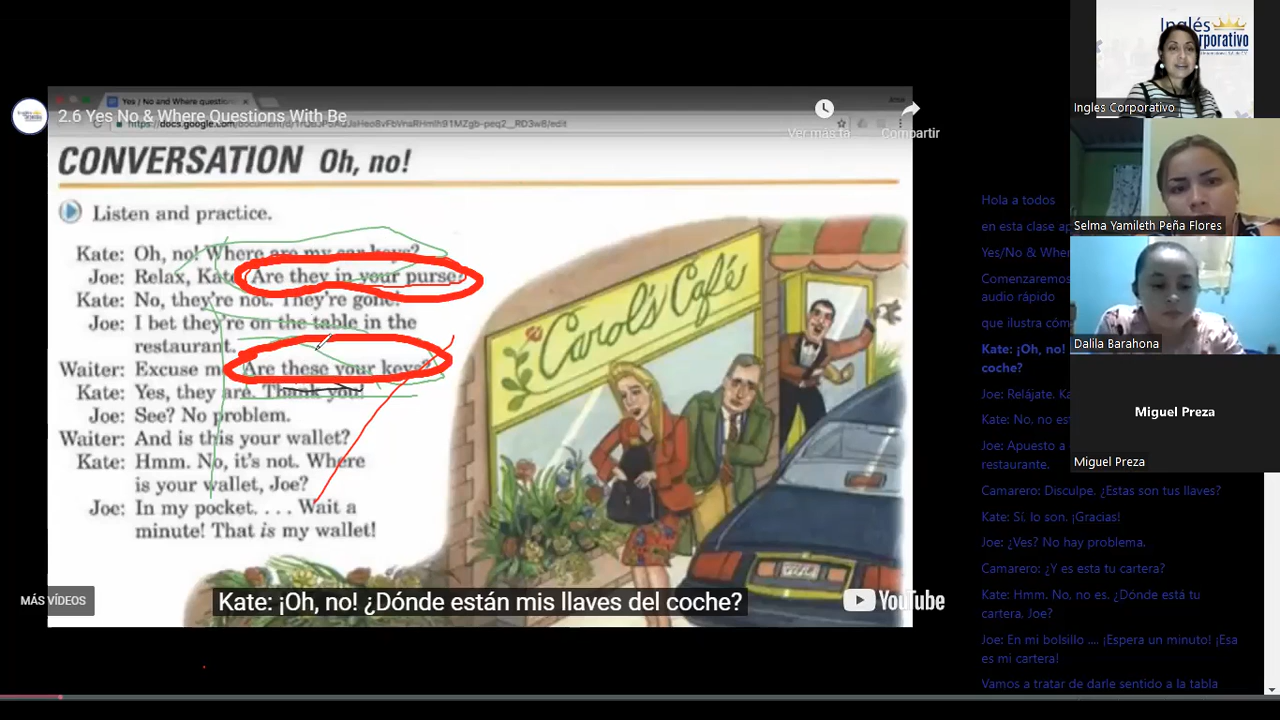 Yes / No and Where question
2.6 Yes No & Where Questions With Be
Ver más ta
Compartir
CONVERSATION Oh, no!
Listen and practice.
Kate: Oh, no! Where are my car keys?
Joe: Relax, Kate Are they in your purse?
Kate: No, they're not. They're gone!
Joe: I bet they're on the table in the
restaurant.
Waiter: Excuse m Are these your keys?
Kate: Yes, they are. Thank you!
Joe: See? No problem.
Waiter: And is this your wallet?
Kate: Hmm. No, it's not. Where
is your wallet, Joe?
Joe: In my pocket. . . . Wait a
minute! That is my wallet!
Carol's Café
MÁS VÍDEOS
Kate: ¡Oh, no! ¿Dónde están mis llaves del coche?
YouTube
Hola a todos
en esta clase ap
Yes/No & Whe
Comenzaremos
audio rápido
que ilustra cóm
Kate: ¡Oh, no!
coche?
Joe: Relájate. Ka
Kate: No, no es
Joe: Apuesto a
restaurante.
Camarero: Disculpe. ¿Estas son tus llaves?
Kate: Sí, lo son. ¡Gracias!
Joe: ¿Ves? No hay problema.
Camarero: ¿Y es esta tu cartera?
Kate: Hmm. No, no es. ¿Dónde está tu
cartera, Joe?
Joe: En mi bolsillo .... ¡Espera un minuto! ¡Esa
es mi cartera!
Vamos a tratar de darle sentido a la tabla
Inglés
orporativo
Ingles Corporativo
Selma Yamileth Peña Flores
Dalila Barahona
Miguel Preza
Miguel Preza